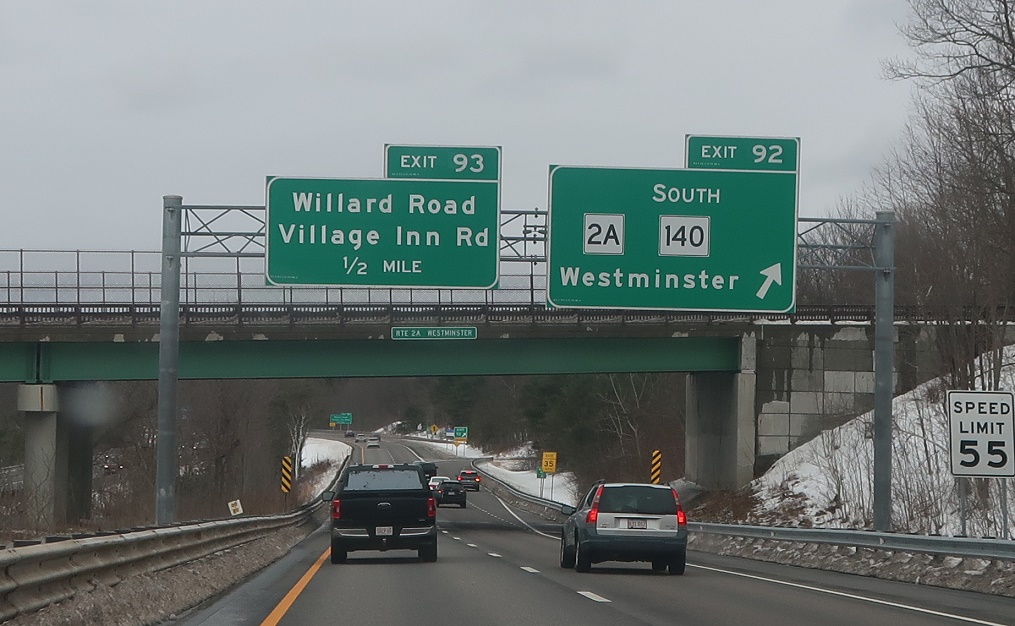 EXIT 93
Willard Road
Village Inn Rd
1/2 MILE
EXIT 92
SOUTH
2A 140
Westminster
RTE 2A WESTMINSTER
SPEED
LIMIT
55
35